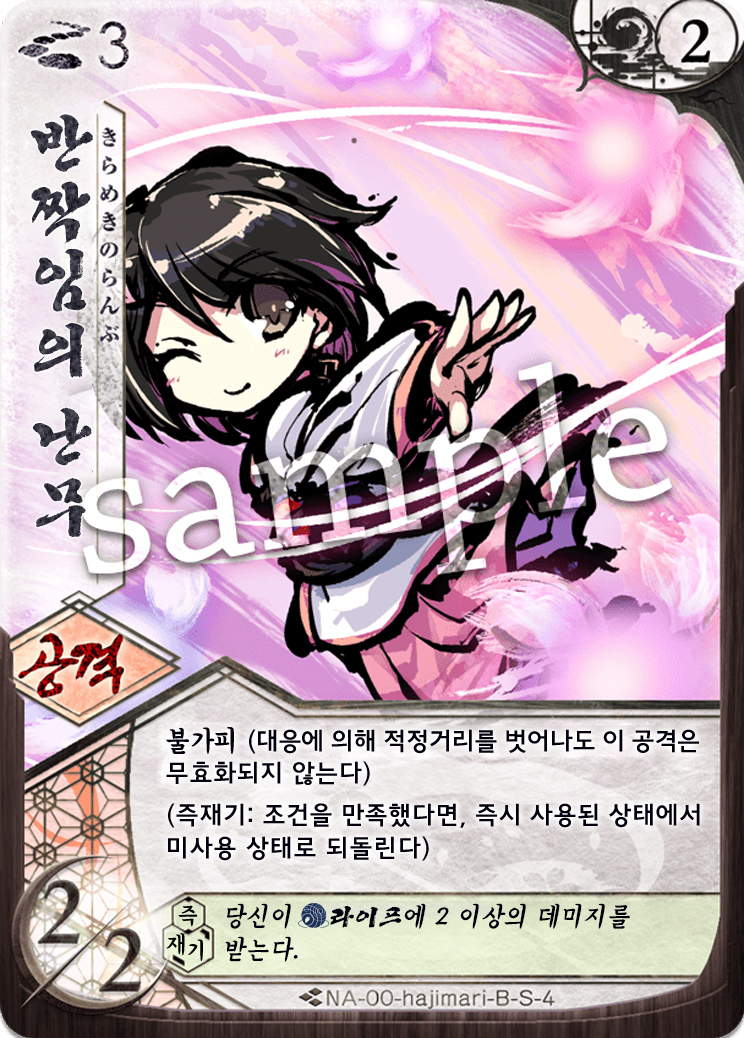 3
2
반짝임의 난무
きらめきのらんぶ
sample
공격
불가피 (대응에 의해 적정거리를 벗어나도 이 공격은
무효화되지 않는다)
(즉재기: 조건을 만족했다면, 즉시 사용된 상태에서
미사용 상태로 되돌린다)
2/2
즉재기
당신이 라이프에 2 이상의 데미지를
받는다.
NA-00-hajimari-B-S-4